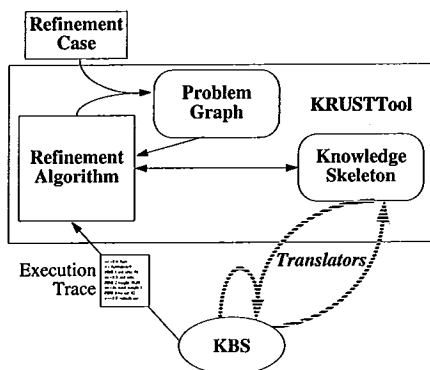 Refinement
Case
Problem
Graph
KRUSTTool
Refinement
Algorithm
Knowledge
Skeleton
Execution
Trace
Translators
KBS